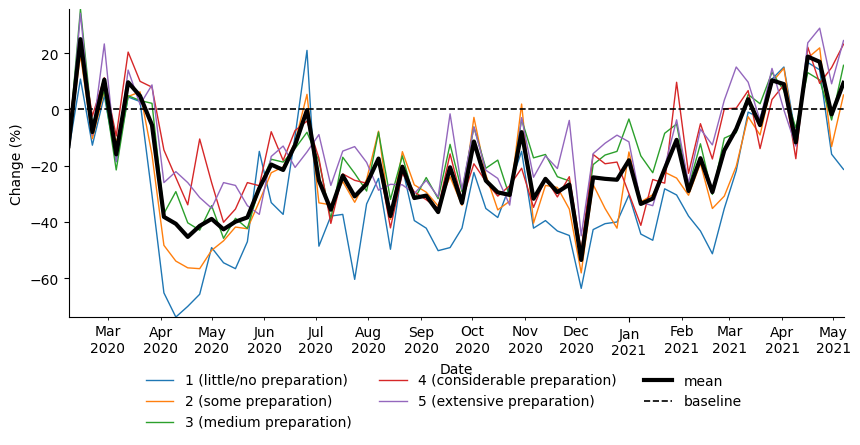 Change (%)
20
0
−20
−40
−60
Mar Apr May Jun Jul Aug Sep Oct Nov Dec Jan Feb Mar Apr May
2020 2020 2020 2020 2020 2020 2020 2020 2020 2020 2021 2021 2021 2021 2021
Date
1 (little/no preparation) 4 (considerable preparation) mean
2 (some preparation) 5 (extensive preparation) baseline
3 (medium preparation)